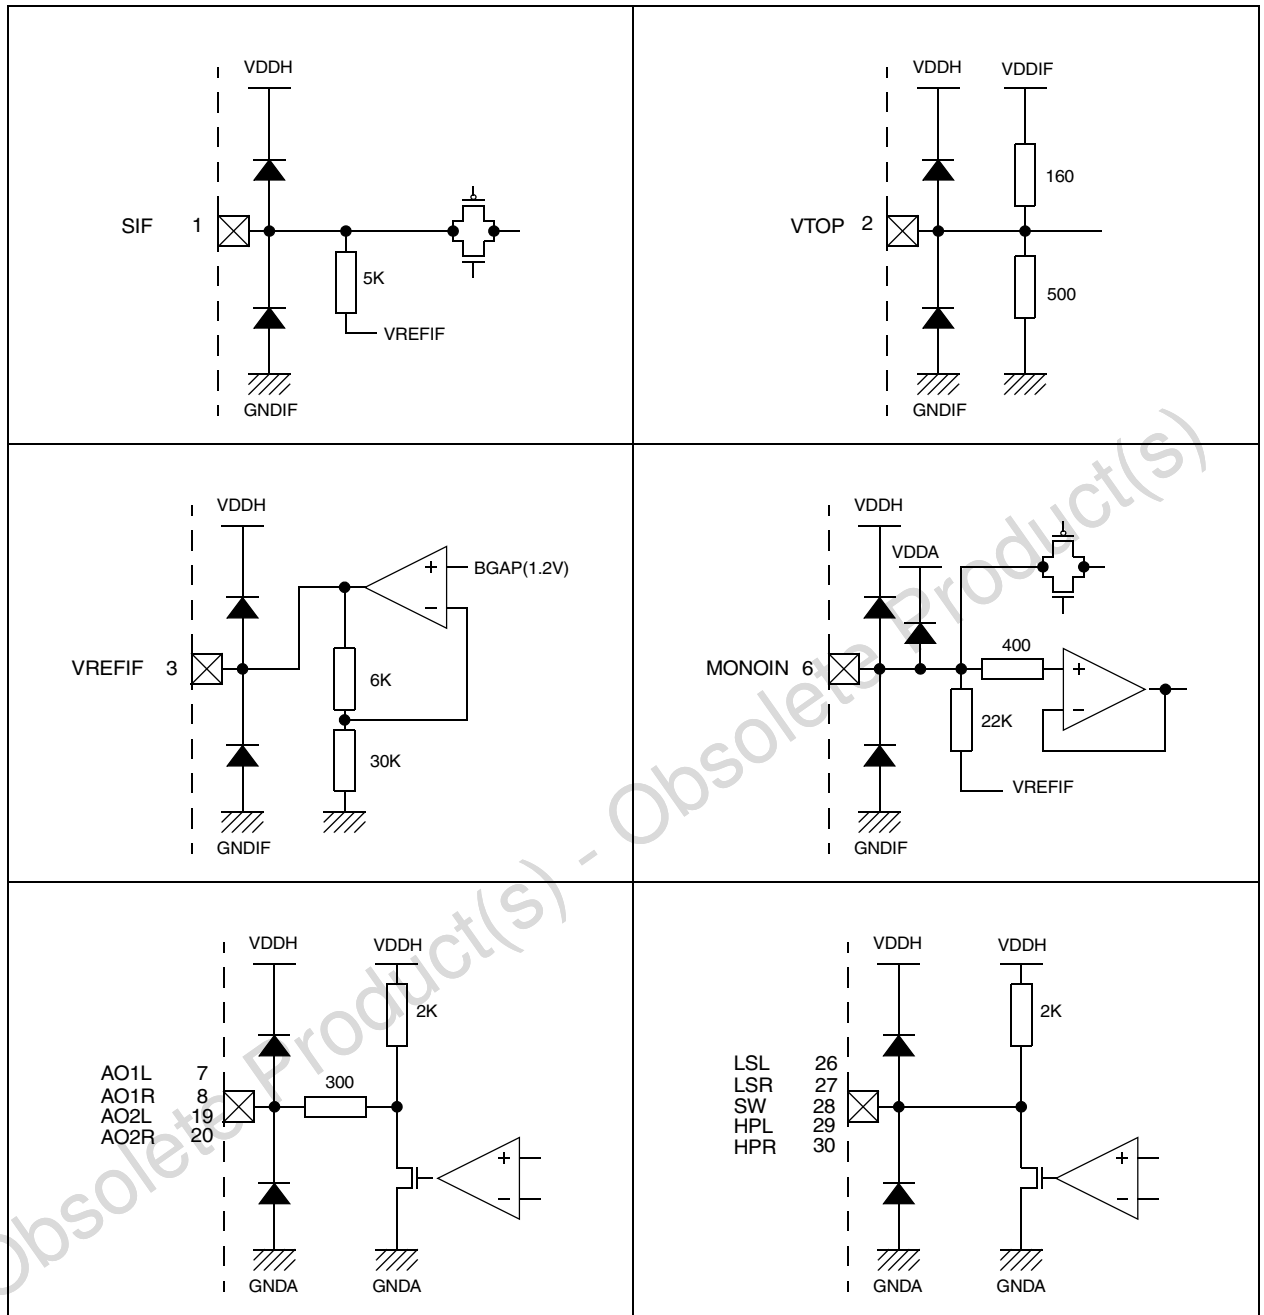 VDDH
SIF 1
5K
VREFIF
GNDIF
VDDH VDDIF
160
VTOP 2
500
GNDIF
VDDH
BGAP(1.2V)
+
−
VREFIF 3
6K
30K
GNDIF
VDDH
VDDA
400
MONOIN 6
+
−
22K
VREFIF
GNDIF
VDDH VDDH
2K
AO1L 7
AO1R 8
AO2L 19
AO2R 20
300
+
−
GNDA GNDA
VDDH VDDH
2K
LSL 26
LSR 27
SW 28
HPL 29
HPR 30
+
−
GNDA GNDA
Obsolete Product(s) - Obsolete Product(s)